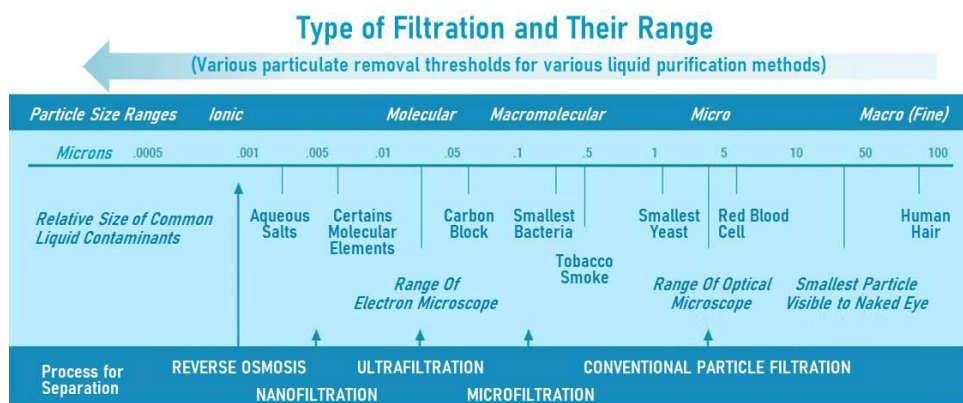 Type of Filtration and Their Range
(Various particulate removal thresholds for various liquid purification methods)
Particle Size Ranges Ionic Molecular Macromolecular Micro Macro (Fine)
Microns .0005 .001 .005 .01 .05 .1 .5 1 5 10 50 100
Relative Size of Common
Liquid Contaminants
Aqueous
Salts
Certains
Molecular
Elements
Carbon
Block
Smallest
Bacteria
Tobacco
Smoke
Smallest
Yeast
Red Blood
Cell
Human
Hair
Range Of
Electron Microscope
Range Of Optical
Microscope
Smallest Particle
Visible to Naked Eye
Process for
Separation
REVERSE OSMOSIS
NANOFILTRATION
ULTRAFILTRATION
MICROFILTRATION
CONVENTIONAL PARTICLE FILTRATION